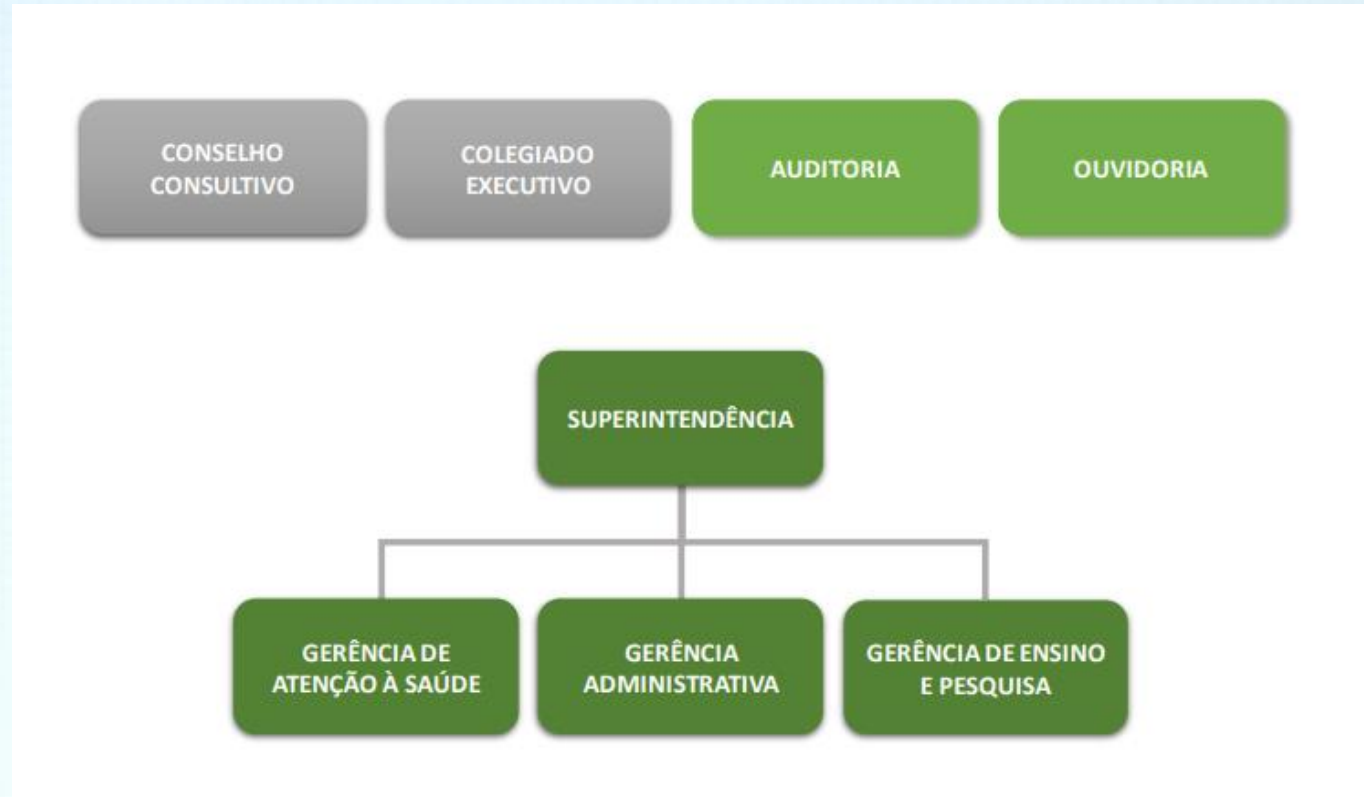 CONSELHO
CONSULTIVO
COLEGIADO
EXECUTIVO
AUDITORIA
OUVIDORIA
SUPERINTENDÊNCIA
GERÊNCIA DE
ATENÇÃO À SAÚDE
GERÊNCIA
ADMINISTRATIVA
GERÊNCIA DE ENSINO
E PESQUISA